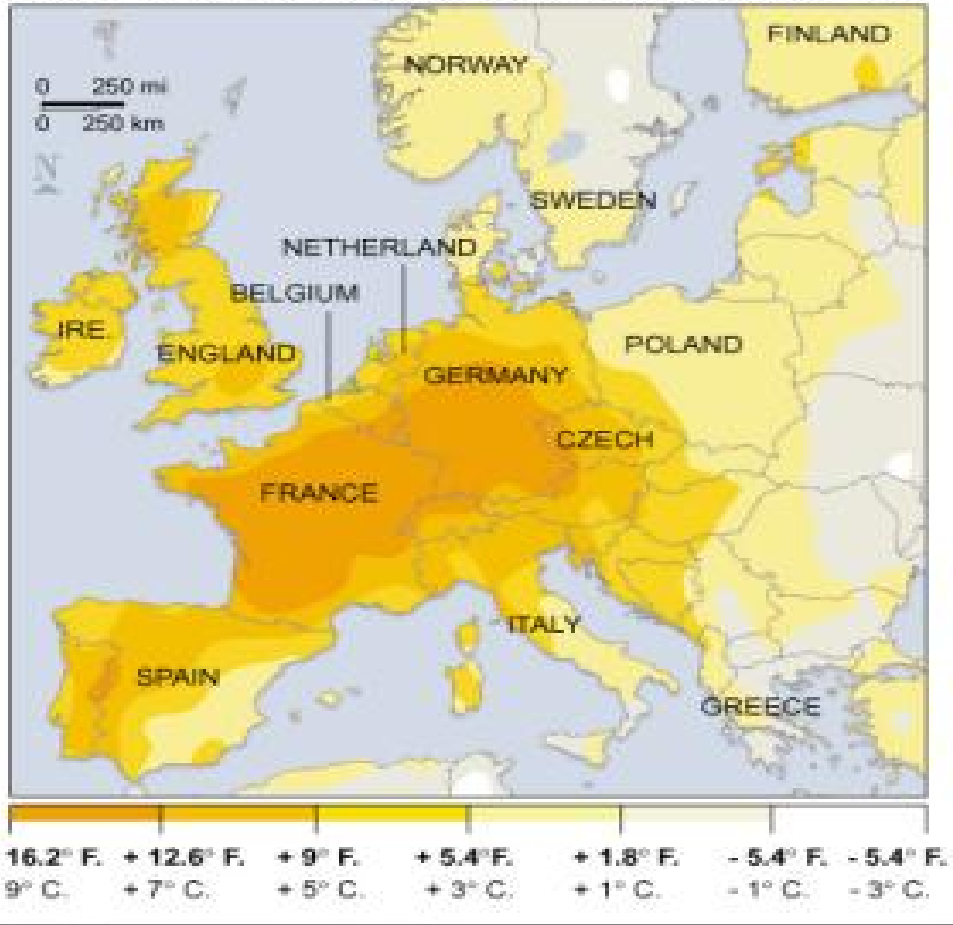 FINLAND
NORWAY
0 250 mi
0 250 km
N
SWEDEN
NETHERLAND
BELGIUM
IRE.
ENGLAND
POLAND
GERMANY
CZECH
FRANCE
ITALY
SPAIN
GREECE
16.2° F. + 12.6° F. + 9° F. + 5.4°F. + 1.8° F. - 5.4° F. - 5.4° F.
9° C. + 7° C. + 5° C. + 3° C. + 1° C. - 1° C. - 3° C.